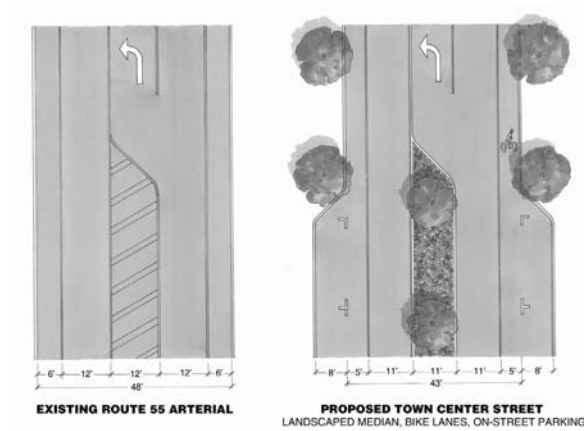 6' 12' 12' 12' 6'
48'
EXISTING ROUTE 55 ARTERIAL
8' 5' 11' 11' 11' 5' 8'
43'
PROPOSED TOWN CENTER STREET
LANDSCAPED MEDIAN, BIKE LANES, ON-STREET PARKING